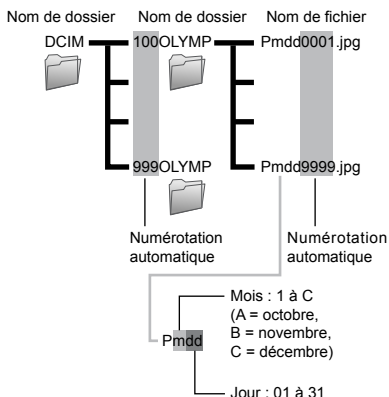 Nom de dossier Nom de dossier Nom de fichier
DCIM 100OLYMP Pmdd0001.jpg
999OLYMP Pmdd9999.jpg
Numérotation automatique
Numérotation automatique
Mois : 1 à C
(A = octobre,
B = novembre,
C = décembre)
Pmdd
Jour : 01 à 31